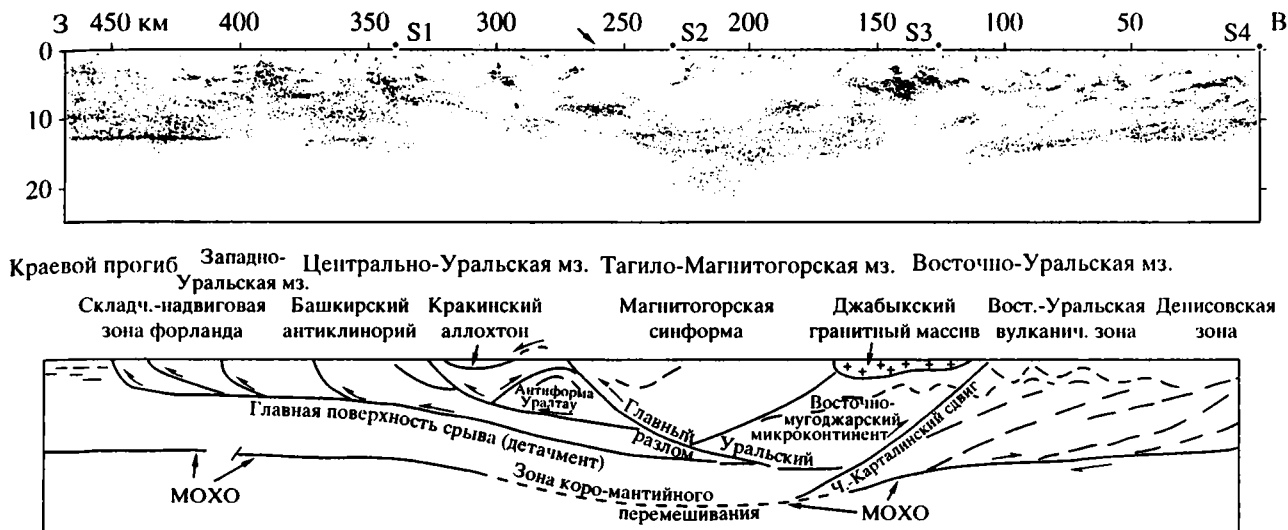 З 450 км 400 350 S1 300 250 S2 200 150 S3 100 50 S4 В
0
10
20
Краевой прогиб Западно-Уральская мз. Центрально-Уральская мз. Тагило-Магнитогорская мз. Восточно-Уральская мз.
Складч.-надвиговая зона форланда
Башкирский антиклинорий
Кракинский аллохтон
Магнитогорская синформа
Джабыкский гранитный массив
Вост.-Уральская вулканич. зона
Денисовская зона
Антиформа Уралтау
Главный Уральский разлом
Восточно-мугоджарский микроконтинент
Ч.-Карталинский сдвиг
Главная поверхность срыва (детачмент)
МОХО
Зона коро-мантийного перемешивания
МОХО